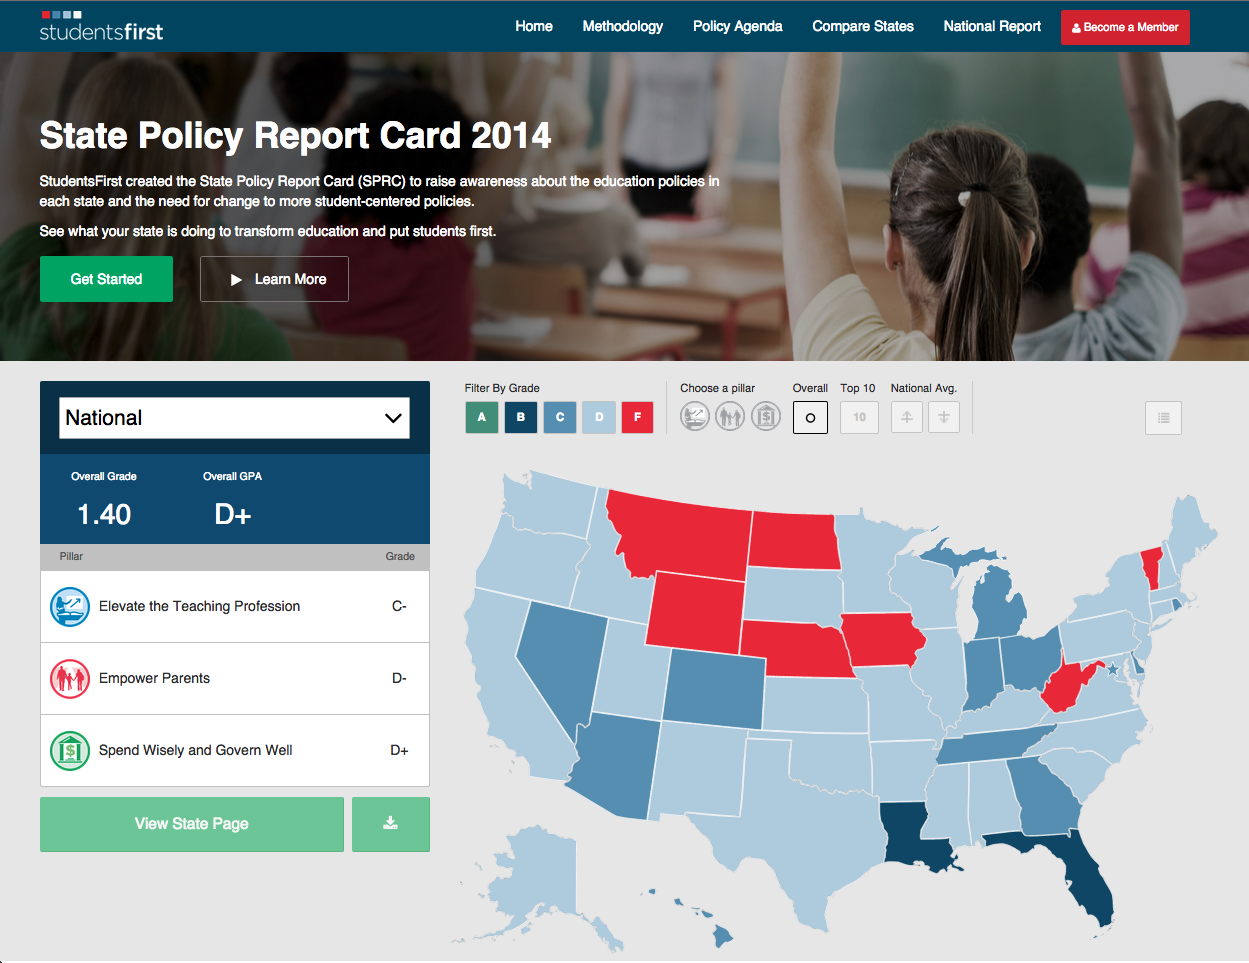 studentsfirst
Home
Methodology
Policy Agenda
Compare States
National Report
Become a Member
State Policy Report Card 2014
StudentsFirst created the State Policy Report Card (SPRC) to raise awareness about the education policies in
each state and the need for change to more student-centered policies.
See what your state is doing to transform education and put students first.
Get Started
Learn More
National
Overall Grade
Overall GPA
1.40
D+
Pillar
Grade
Elevate the Teaching Profession
C-
Empower Parents
D-
Spend Wisely and Govern Well
D+
View State Page
Filter By Grade
A
B
C
D
F
Choose a pillar
$
Overall
Top 10
10
National Avg.